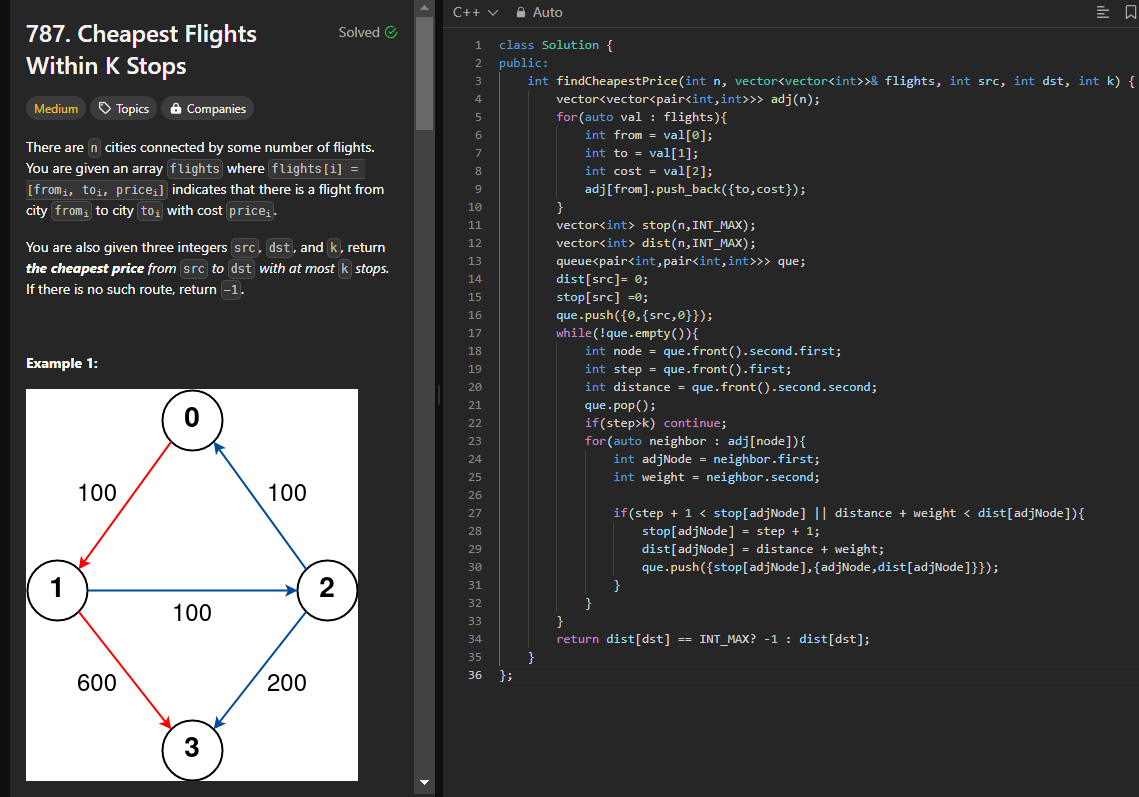 787. Cheapest Flights
Within K Stops
Solved
Medium
Topics
Companies
There are n cities connected by some number of flights.
You are given an array flights where flights[i] =
[fromi, toi, pricei] indicates that there is a flight from
city fromi to city toi with cost pricei.
You are also given three integers src, dst, and k, return
the cheapest price from src to dst with at most k stops.
If there is no such route, return -1.
Example 1:
0
100
100
1
2
100
600
200
3
C++
Auto
1 class Solution {
2 public:
3 int findCheapestPrice(int n, vector<vector<int>>& flights, int src, int dst, int k) {
4 vector<vector<pair<int,int>>> adj(n);
5 for(auto val : flights){
6 int from = val[0];
7 int to = val[1];
8 int cost = val[2];
9 adj[from].push_back({to,cost});
10 }
11 vector<int> stop(n,INT_MAX);
12 vector<int> dist(n,INT_MAX);
13 queue<pair<int,pair<int,int>>> que;
14 dist[src]= 0;
15 stop[src] =0;
16 que.push({0,{src,0}});
17 while(!que.empty()){
18 int node = que.front().second.first;
19 int step = que.front().first;
20 int distance = que.front().second.second;
21 que.pop();
22 if(step>k) continue;
23 for(auto neighbor : adj[node]){
24 int adjNode = neighbor.first;
25 int weight = neighbor.second;
26
27 if(step + 1 < stop[adjNode] || distance + weight < dist[adjNode]){
28 stop[adjNode] = step + 1;
29 dist[adjNode] = distance + weight;
30 que.push({stop[adjNode],{adjNode,dist[adjNode]}});
31 }
32 }
33 }
34 return dist[dst] == INT_MAX? -1 : dist[dst];
35 }
36 };